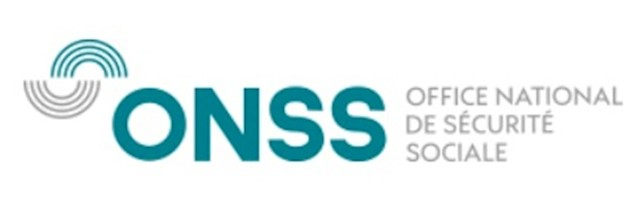 ONSS
OFFICE NATIONAL
DE SÉCURITÉ
SOCIALE